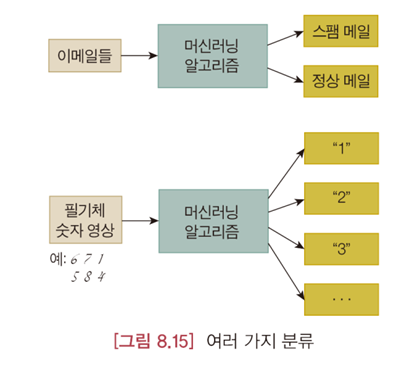 이메일들
머신러닝
알고리즘
스팸 메일
정상 메일
필기체
숫자 영상
예: 6 7 1
5 8 4
머신러닝
알고리즘
“1”
“2”
“3”
· · ·
[그림 8.15] 여러 가지 분류